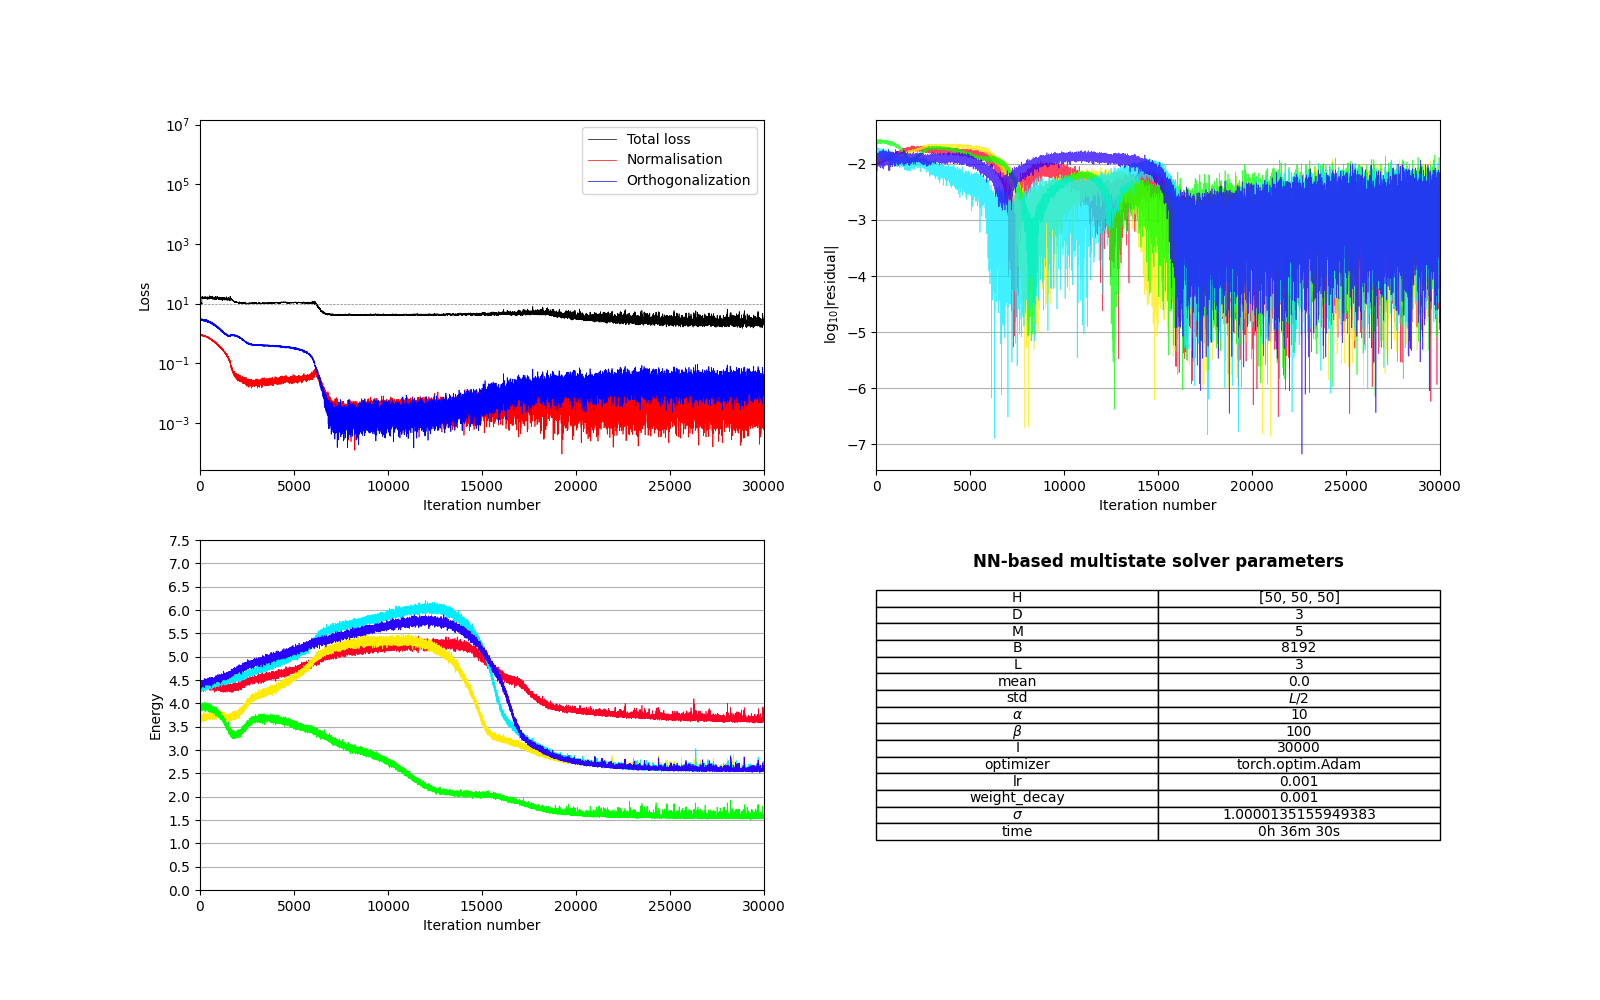 10^7
10^5
10^3
10^1
10^−1
10^−3
Loss
Total loss
Normalisation
Orthogonalization
0 5000 10000 15000 20000 25000 30000
Iteration number
−2
−3
−4
−5
−6
−7
log10|residual|
0 5000 10000 15000 20000 25000 30000
Iteration number
7.5
7.0
6.5
6.0
5.5
5.0
4.5
4.0
3.5
3.0
2.5
2.0
1.5
1.0
0.5
0.0
Energy
0 5000 10000 15000 20000 25000 30000
Iteration number
NN-based multistate solver parameters
H [50, 50, 50]
D 3
M 5
B 8192
L 3
mean 0.0
std L/2
α 10
β 100
I 30000
optimizer torch.optim.Adam
lr 0.001
weight_decay 0.001
σ 1.0000135155949383
time 0h 36m 30s